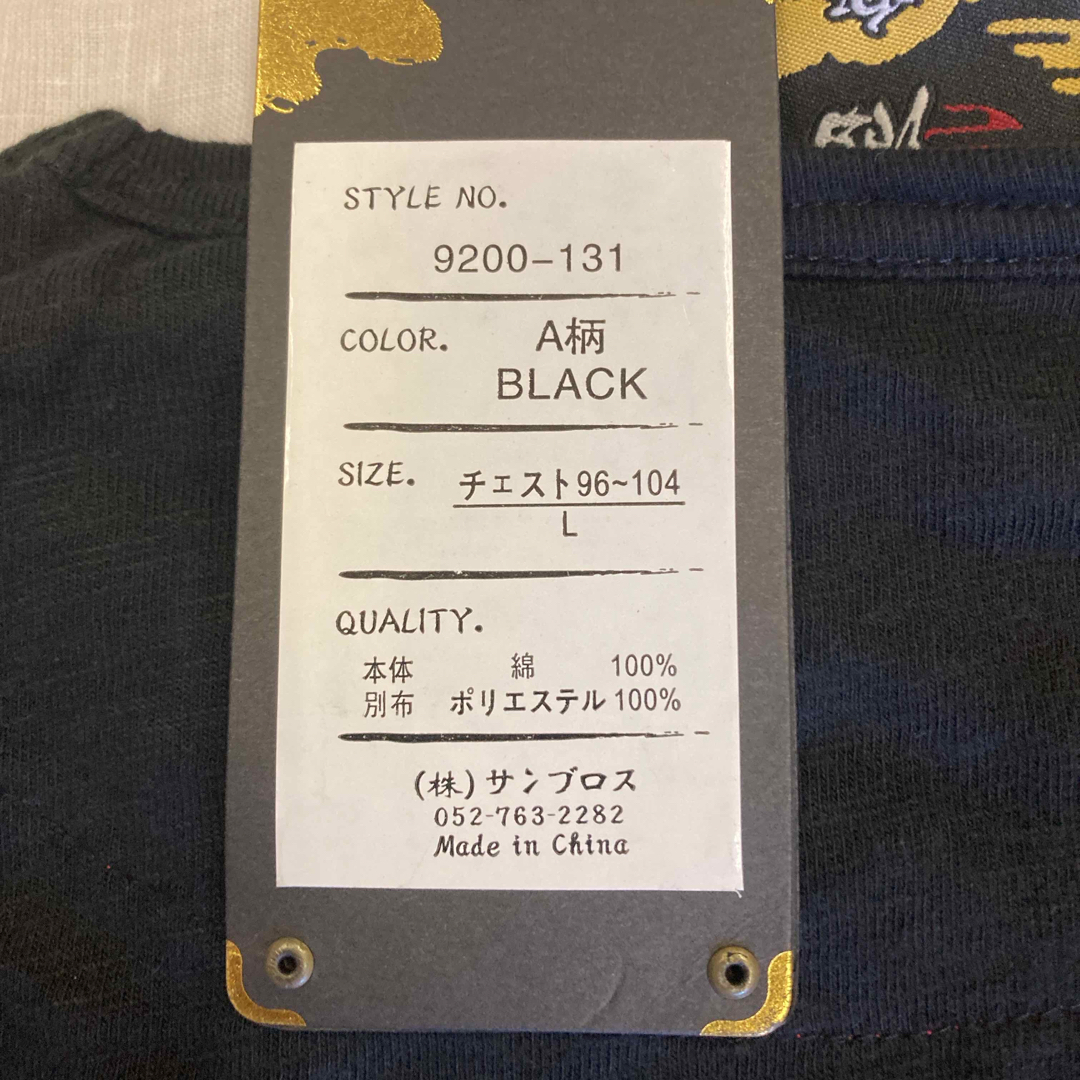 STYLE NO.
9200-131
COLOR. A柄
BLACK
SIZE. チェスト96~104
L
QUALITY.
本体 綿 100%
別布 ポリエステル 100%
(株)サンブロス
052-763-2282
Made in China